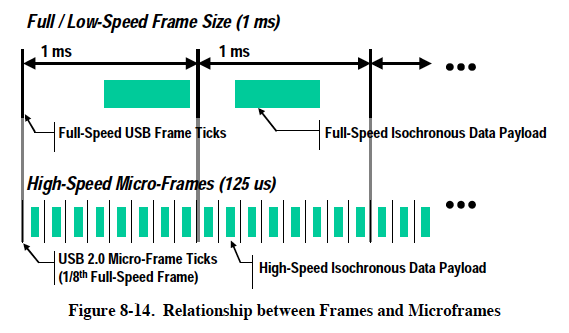 Full / Low-Speed Frame Size (1 ms)
1 ms
1 ms
Full-Speed USB Frame Ticks
Full-Speed Isochronous Data Payload
High-Speed Micro-Frames (125 us)
USB 2.0 Micro-Frame Ticks
(1/8th Full-Speed Frame)
High-Speed Isochronous Data Payload
Figure 8-14. Relationship between Frames and Microframes